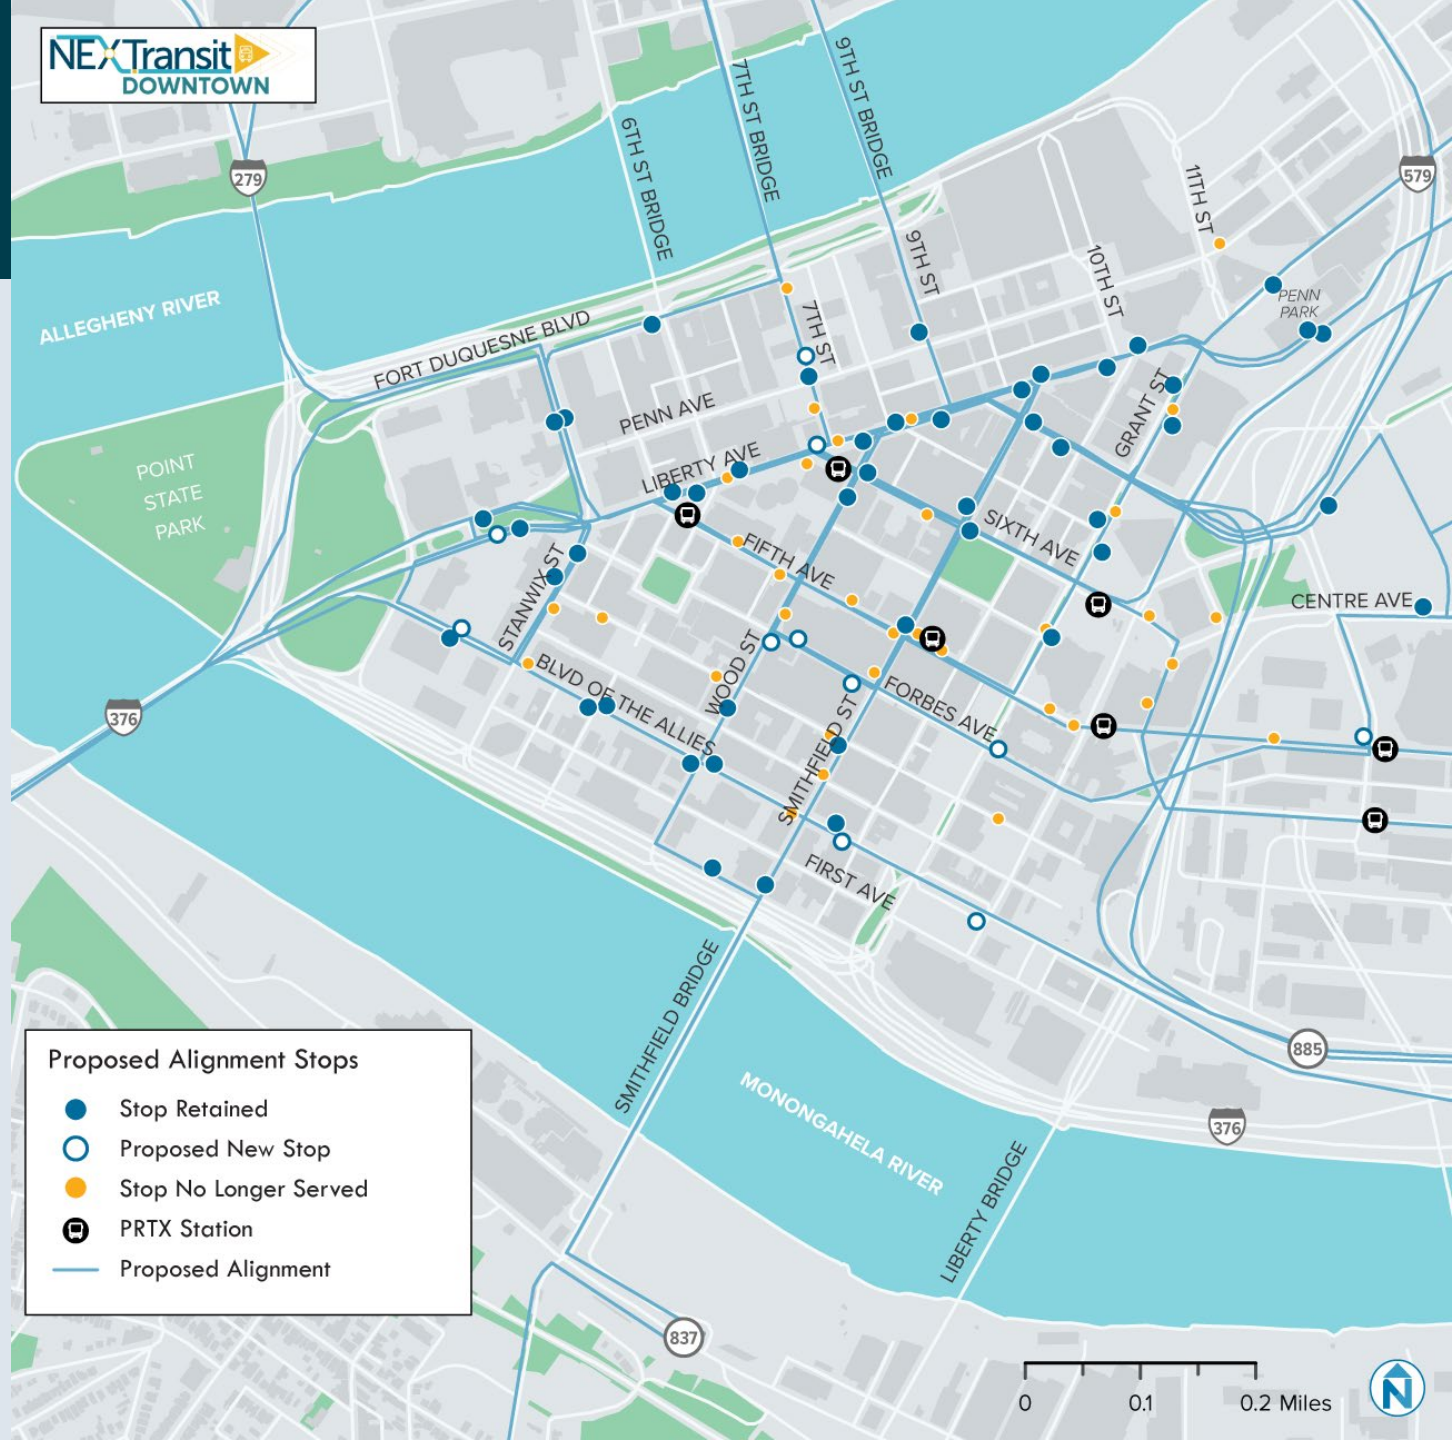 NEXTransit
DOWNTOWN
279
6TH ST BRIDGE
7TH ST BRIDGE
9TH ST BRIDGE
11TH ST
579
ALLEGHENY RIVER
FORT DUQUESNE BLVD
7TH ST
9TH ST
10TH ST
PENN
PARK
PENN AVE
GRANT ST
LIBERTY AVE
POINT
STATE
PARK
SIXTH AVE
FIFTH AVE
STANWIX ST
CENTRE AVE
WOOD ST
BLVD OF THE ALLIES
FORBES AVE
SMITHFIELD ST
376
FIRST AVE
SMITHFIELD BRIDGE
MONONGAHELA RIVER
LIBERTY BRIDGE
885
376
Proposed Alignment Stops
Stop Retained
Proposed New Stop
Stop No Longer Served
PRTX Station
Proposed Alignment
837
0
0.1
0.2 Miles
N